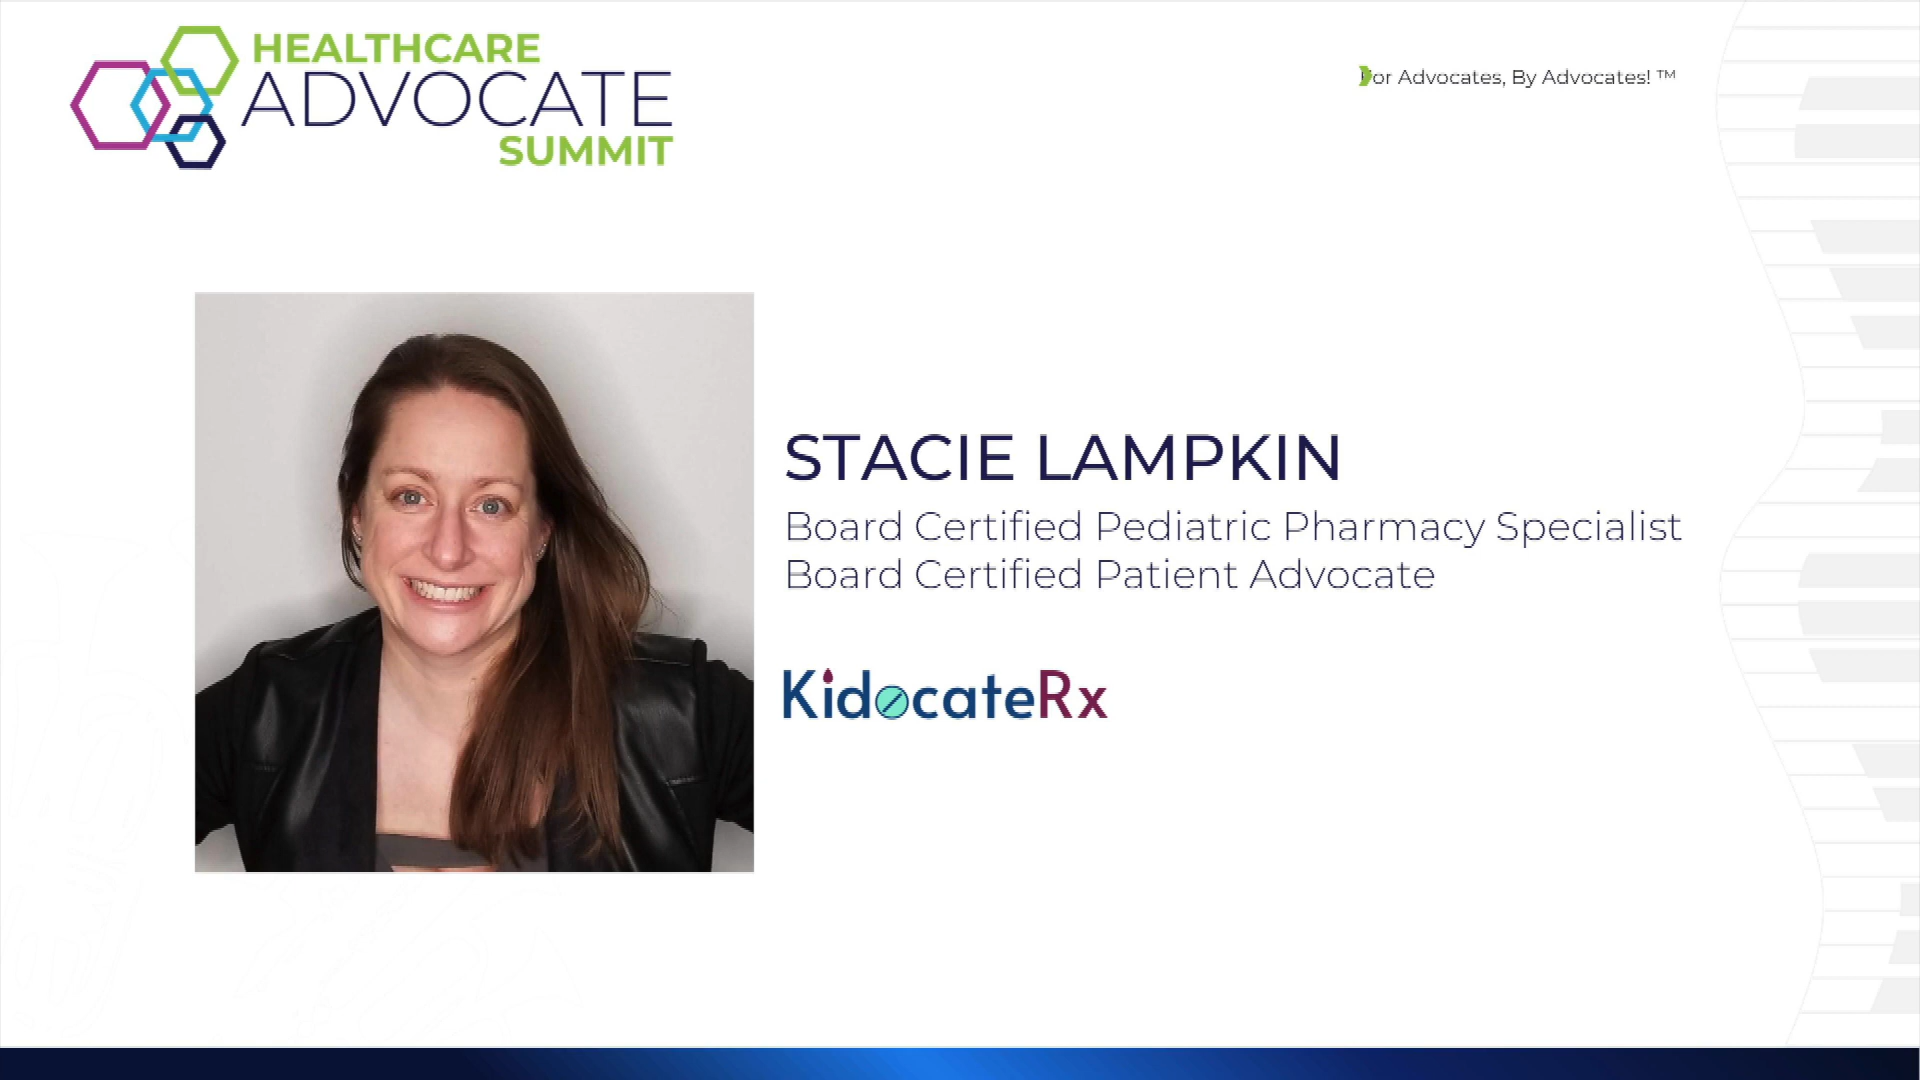 HEALTHCARE
ADVOCATE
SUMMIT
For Advocates, By Advocates! ™
STACIE LAMPKIN
Board Certified Pediatric Pharmacy Specialist
Board Certified Patient Advocate
KidocateRx